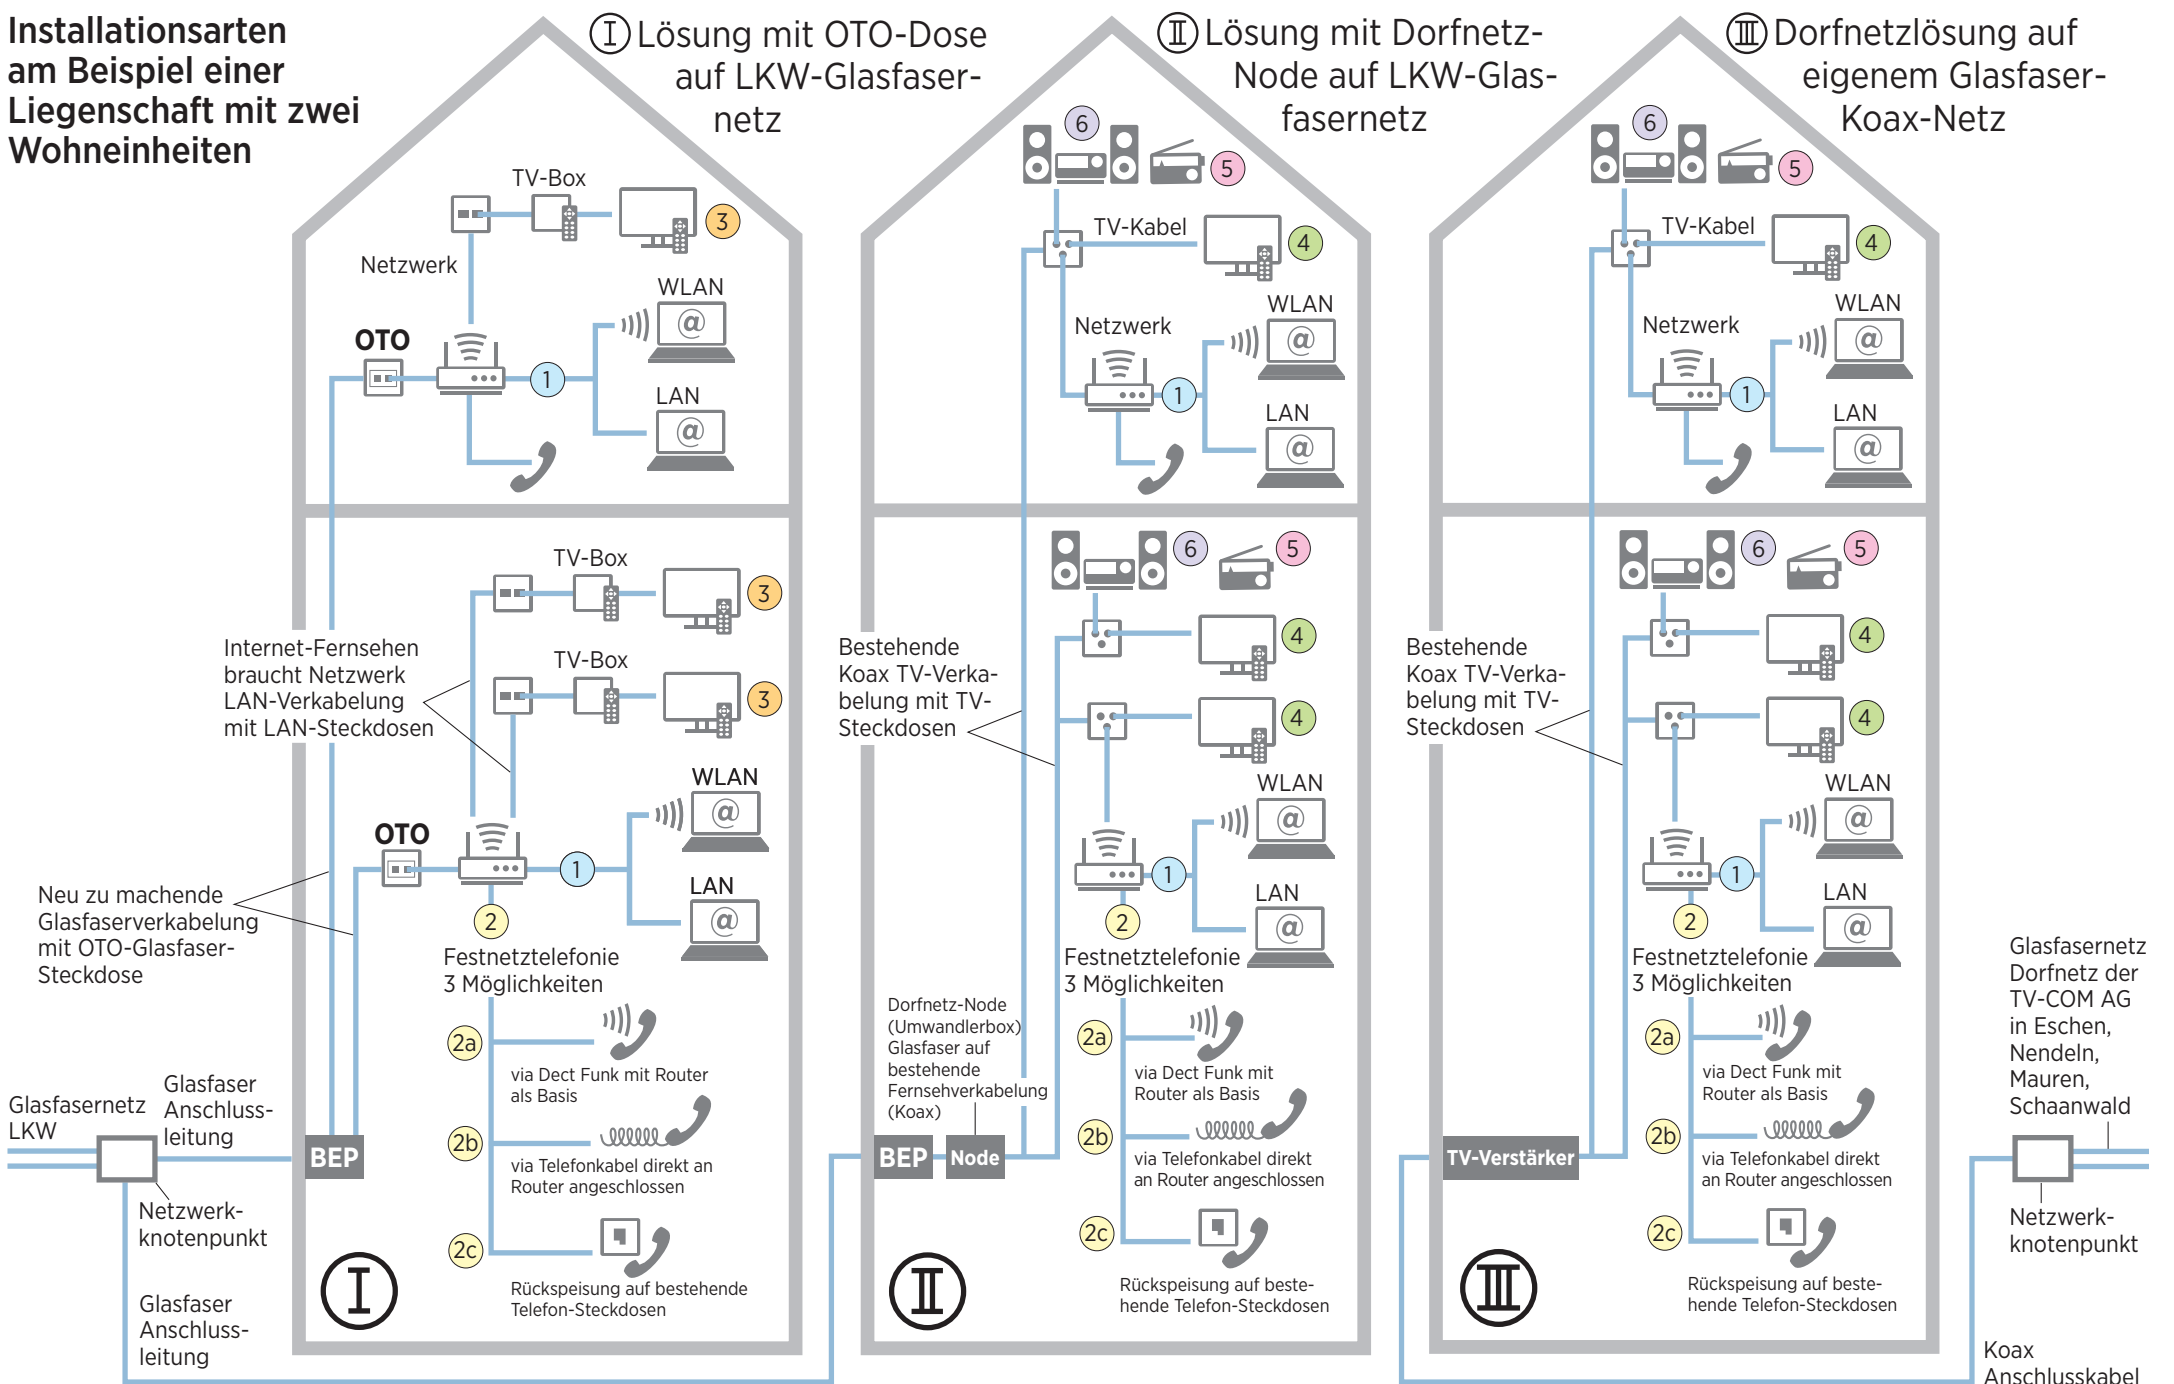 Installationsarten
am Beispiel einer
Liegenschaft mit zwei
Wohneinheiten
I Lösung mit OTO-Dose
auf LKW-Glasfaser-
netz
TV-Box
3
Netzwerk
WLAN
@
OTO
1
LAN
@
TV-Box
3
TV-Box
3
Internet-Fernsehen
braucht Netzwerk
LAN-Verkabelung
mit LAN-Steckdosen
WLAN
@
OTO
1
LAN
@
2
Neu zu machende
Glasfaserverkabelung
mit OTO-Glasfaser-
Steckdose
Festnetztelefonie
3 Möglichkeiten
2a
via Dect Funk mit Router
als Basis
2b
via Telefonkabel direkt an
Router angeschlossen
2c
Rückspeisung auf bestehende
Telefon-Steckdosen
Glasfasernetz
LKW
Glasfaser
Anschluss-
leitung
BEP
Netzwerk-
knotenpunkt
Glasfaser
Anschluss-
leitung
I
II Lösung mit Dorfnetz-
Node auf LKW-Glas-
fasernetz
6
5
TV-Kabel
4
Netzwerk
WLAN
@
1
LAN
@
6
5
4
4
Bestehende
Koax TV-Verka-
belung mit TV-
Steckdosen
WLAN
@
1
LAN
@
2
Festnetztelefonie
3 Möglichkeiten
Dorfnetz-Node
(Umwandlerbox)
Glasfaser auf
bestehende
Fernsehverkabelung
(Koax)
BEP
Node
2a
via Dect Funk mit
Router als Basis
2b
via Telefonkabel direkt
an Router angeschlossen
2c
Rückspeisung auf beste-
hende Telefon-Steckdosen
II
III Dorfnetzlösung auf
eigenem Glasfaser-
Koax-Netz
6
5
TV-Kabel
4
Netzwerk
WLAN
@
1
LAN
@
6
5
4
4
Bestehende
Koax TV-Verka-
belung mit TV-
Steckdosen
WLAN
@
1
LAN
@
2
Festnetztelefonie
3 Möglichkeiten
2a
via Dect Funk mit
Router als Basis
2b
via Telefonkabel direkt
an Router angeschlossen
2c
Rückspeisung auf beste-
hende Telefon-Steckdosen
TV-Verstärker
III
Glasfasernetz
Dorfnetz der
TV-COM AG
in Eschen,
Nendeln,
Mauren,
Schaanwald
Netzwerk-
knotenpunkt
Koax
Anschlusskabel